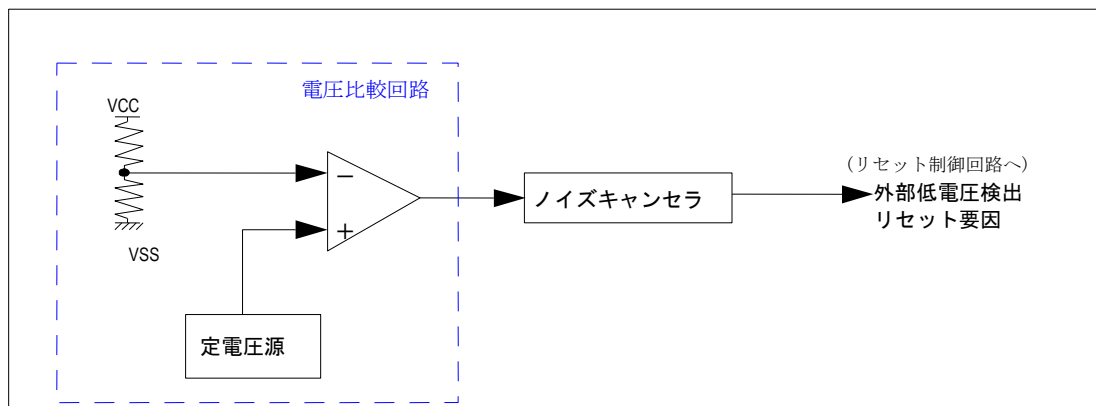 電圧比較回路
VCC
−
+
VSS
定電圧源
ノイズキャンセラ
(リセット制御回路へ)
外部低電圧検出
リセット要因